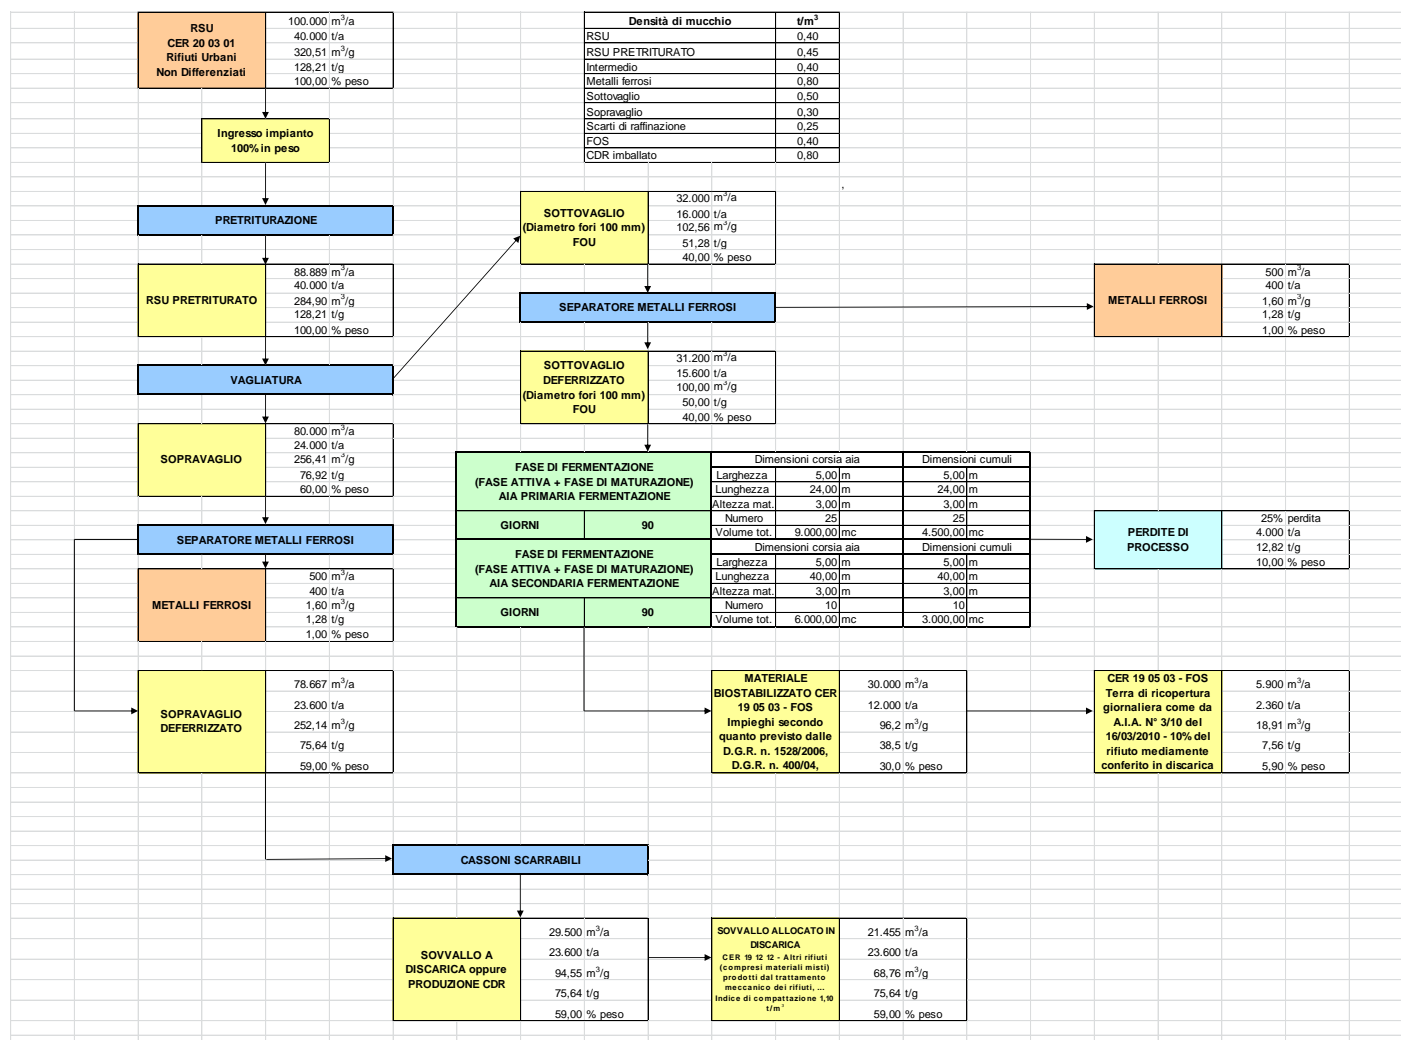 RSU
CER 20 03 01
Rifiuti Urbani
Non Differenziati
100.000 m³/a
40.000 t/a
320,51 m³/g
128,21 t/g
100,00 % peso
Densità di mucchio t/m³
RSU 0,40
RSU PRETRITURATO 0,45
Intermedio 0,40
Metalli ferrosi 0,80
Sottovaglio 0,50
Sopravaglio 0,30
Scarti di raffinazione 0,25
FOS 0,40
CDR imballato 0,80
Ingresso impianto
100% in peso
,
PRETRITURAZIONE
SOTTOVAGLIO
(Diametro fori 100 mm)
FOU
32.000 m³/a
16.000 t/a
102,56 m³/g
51,28 t/g
40,00 % peso
RSU PRETRITURATO
88.889 m³/a
40.000 t/a
284,90 m³/g
128,21 t/g
100,00 % peso
SEPARATORE METALLI FERROSI
METALLI FERROSI
500 m³/a
400 t/a
1,60 m³/g
1,28 t/g
1,00 % peso
VAGLIATURA
SOTTOVAGLIO
DEFERRIZZATO
(Diametro fori 100 mm)
FOU
31.200 m³/a
15.600 t/a
100,00 m³/g
50,00 t/g
40,00 % peso
SOPRAVAGLIO
80.000 m³/a
24.000 t/a
256,41 m³/g
76,92 t/g
60,00 % peso
FASE DI FERMENTAZIONE
(FASE ATTIVA + FASE DI MATURAZIONE)
AIA PRIMARIA FERMENTAZIONE
GIORNI 90
Dimensioni corsia aia Dimensioni cumuli
Larghezza 5,00 m 5,00 m
Lunghezza 24,00 m 24,00 m
Altezza mat. 3,00 m 3,00 m
Numero 25 25
Volume tot. 9.000,00 mc 4.500,00 mc
FASE DI FERMENTAZIONE
(FASE ATTIVA + FASE DI MATURAZIONE)
AIA SECONDARIA FERMENTAZIONE
GIORNI 90
Dimensioni corsia aia Dimensioni cumuli
Larghezza 5,00 m 5,00 m
Lunghezza 40,00 m 40,00 m
Altezza mat. 3,00 m 3,00 m
Numero 10 10
Volume tot. 6.000,00 mc 3.000,00 mc
PERDITE DI
PROCESSO
25% perdita
4.000 t/a
12,82 t/g
10,00 % peso
SEPARATORE METALLI FERROSI
METALLI FERROSI
500 m³/a
400 t/a
1,60 m³/g
1,28 t/g
1,00 % peso
SOPRAVAGLIO
DEFERRIZZATO
78.667 m³/a
23.600 t/a
252,14 m³/g
75,64 t/g
59,00 % peso
MATERIALE
BIOSTABILIZZATO CER
19 05 03 - FOS
Impieghi secondo
quanto previsto dalle
D.G.R. n. 1528/2006,
D.G.R. n. 400/04,
30.000 m³/a
12.000 t/a
96,2 m³/g
38,5 t/g
30,0 % peso
CER 19 05 03 - FOS
Terra di ricopertura
giornaliera come da
A.I.A. N° 3/10 del
16/03/2010 - 10% del
rifiuto mediamente
conferito in discarica
5.900 m³/a
2.360 t/a
18,91 m³/g
7,56 t/g
5,90 % peso
CASSONI SCARRABILI
SOVVALLO A
DISCARICA oppure
PRODUZIONE CDR
29.500 m³/a
23.600 t/a
94,55 m³/g
75,64 t/g
59,00 % peso
SOVVALLO ALLOCATO IN
DISCARICA
CER 19 12 12 - Altri rifiuti
(compresi materiali misti)
prodotti dal trattamento
meccanico dei rifiuti, ...
Indice di compattazione 1,10
t/m³
21.455 m³/a
23.600 t/a
68,76 m³/g
75,64 t/g
59,00 % peso